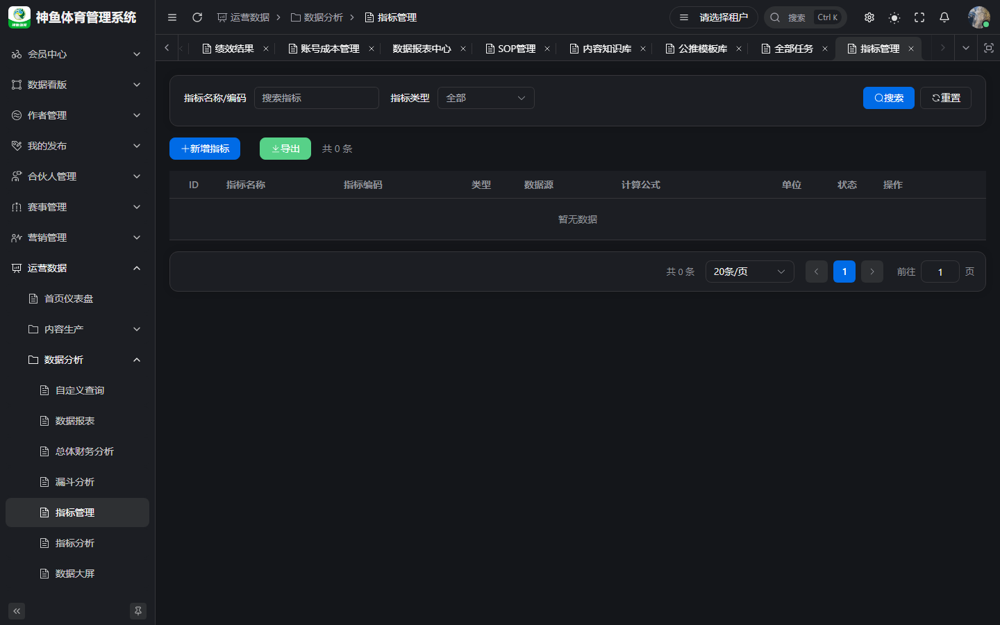 神鱼体育管理系统
运营数据
数据分析
指标管理
请选择租户
搜索
Ctrl K
绩效结果
账号成本管理
数据报表中心
SOP管理
内容知识库
公推模板库
全部任务
指标管理
会员中心
数据看版
作者管理
我的发布
合伙人管理
赛事管理
营销管理
运营数据
首页仪表盘
内容生产
数据分析
自定义查询
数据报表
总体财务分析
漏斗分析
指标管理
指标分析
数据大屏
指标名称/编码
搜索指标
指标类型
全部
搜索
重置
新增指标
导出
共 0 条
ID 指标名称 指标编码 类型 数据源 计算公式 单位 状态 操作
暂无数据
共 0 条
20条/页
1
前往
1
页